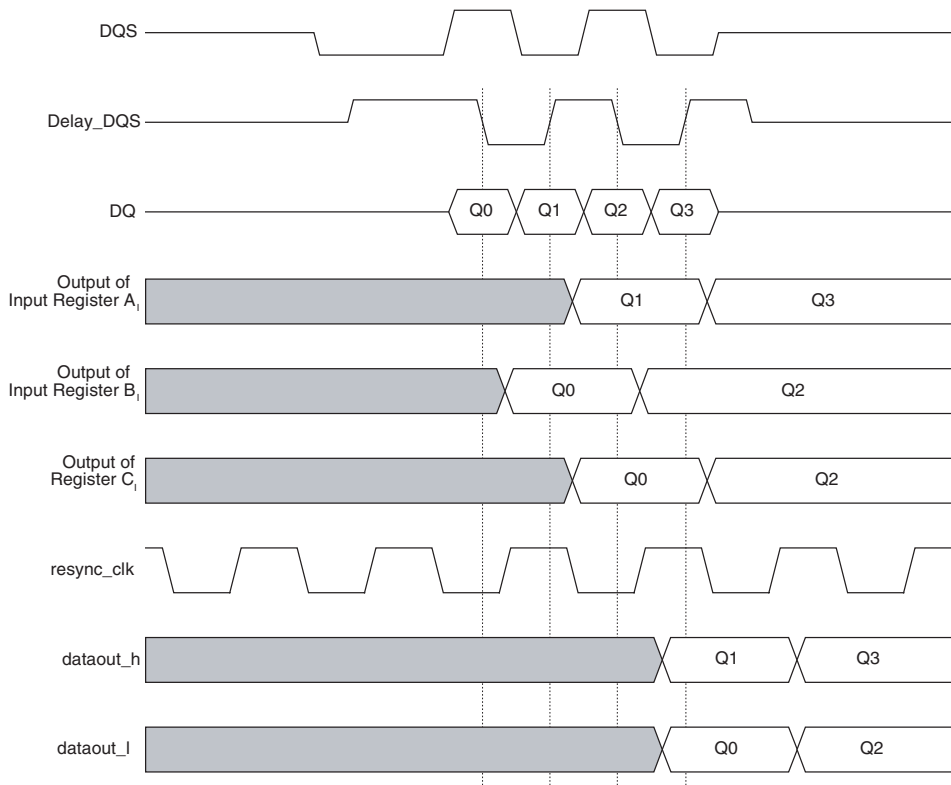 DQS
Delay_DQS
DQ
Q0 Q1 Q2 Q3
Output of
Input Register A_I
Q1 Q3
Output of
Input Register B_I
Q0 Q2
Output of
Register C_I
Q0 Q2
resync_clk
dataout_h
Q1 Q3
dataout_l
Q0 Q2